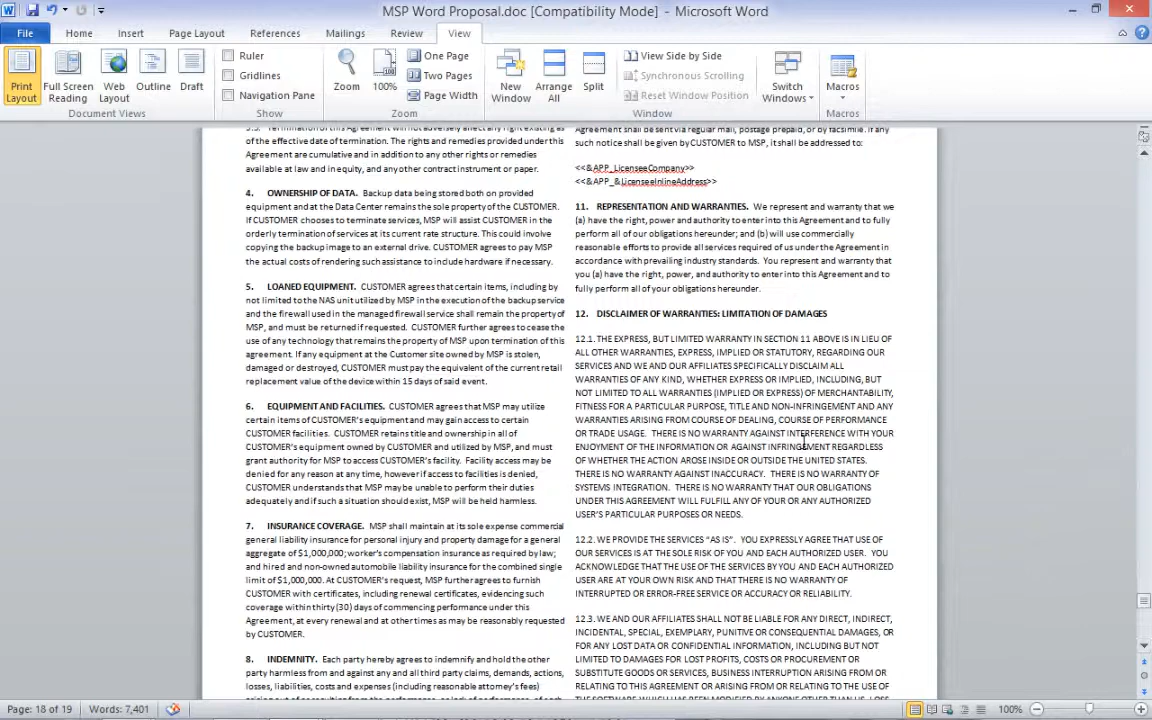 MSP Word Proposal.doc [Compatibility Mode] - Microsoft Word
File Home Insert Page Layout References Mailings Review View
Print Layout
Full Screen Reading
Web Layout
Outline
Draft
Document Views
Ruler
Gridlines
Navigation Pane
Show
Zoom
100%
One Page
Two Pages
Page Width
Zoom
New Window
Arrange All
Split
View Side by Side
Synchronous Scrolling
Reset Window Position
Window
Switch Windows
Macros
Macros
of the effective date of termination. The rights and remedies provided under this
Agreement are cumulative and in addition to any other rights or remedies
available at law and in equity, and any other contract instrument or paper.
4. OWNERSHIP OF DATA. Backup data being stored both on provided
equipment and at the Data Center remains the sole property of the CUSTOMER.
If CUSTOMER chooses to terminate services, MSP will assist CUSTOMER in the
orderly termination of services at its current rate structure. This could involve
copying the backup image to an external drive. CUSTOMER agrees to pay MSP
the actual costs of rendering such assistance to include hardware if necessary.
5. LOANED EQUIPMENT. CUSTOMER agrees that certain items, including by
not limited to the NAS unit utilized by MSP in the execution of the backup service
and the firewall used in the managed firewall service shall remain the property of
MSP, and must be returned if requested. CUSTOMER further agrees to cease the
use of any technology that remains the property of MSP upon termination of this
agreement. If any equipment at the Customer site owned by MSP is stolen,
damaged or destroyed, CUSTOMER must pay the equivalent of the current retail
replacement value of the device within 15 days of said event.
6. EQUIPMENT AND FACILITIES. CUSTOMER agrees that MSP may utilize
certain items of CUSTOMER's equipment and may gain access to certain
CUSTOMER facilities. CUSTOMER retains title and ownership in all of
CUSTOMER's equipment owned by CUSTOMER and utilized by MSP, and must
grant authority for MSP to access CUSTOMER's facility. Facility access may be
denied for any reason at any time, however if access to facilities is denied,
CUSTOMER understands that MSP may be unable to perform their duties
adequately and if such a situation should exist, MSP will be held harmless.
7. INSURANCE COVERAGE. MSP shall maintain at its sole expense commercial
general liability insurance for personal injury and property damage for a general
aggregate of $1,000,000; worker's compensation insurance as required by law;
and hired and non-owned automobile liability insurance for the combined single
limit of $1,000,000. At CUSTOMER's request, MSP further agrees to furnish
CUSTOMER with certificates, including renewal certificates, evidencing such
coverage within thirty (30) days of commencing performance under this
Agreement, at every renewal and at other times as may be reasonably requested
by CUSTOMER.
8. INDEMNITY. Each party hereby agrees to indemnify and hold the other
party harmless from and against any and all third party claims, demands, actions,
losses, liabilities, costs and expenses (including reasonable attorney's fees)
Agreement shall be sent via regular mail, postage prepaid, or by facsimile. If any
such notice shall be given by CUSTOMER to MSP, it shall be addressed to:
<<&APP_LicenseeCompany>>
<<&APP_&LicenseeInlineAddress>>
11. REPRESENTATION AND WARRANTIES. We represent and warranty that we
(a) have the right, power and authority to enter into this Agreement and to fully
perform all of our obligations hereunder; and (b) will use commercially
reasonable efforts to provide all services required of us under the Agreement in
accordance with prevailing industry standards. You represent and warranty that
you (a) have the right, power, and authority to enter into this Agreement and to
fully perform all of your obligations hereunder.
12. DISCLAIMER OF WARRANTIES: LIMITATION OF DAMAGES
12.1. THE EXPRESS, BUT LIMITED WARRANTY IN SECTION 11 ABOVE IS IN LIEU OF
ALL OTHER WARRANTIES, EXPRESS, IMPLIED OR STATUTORY, REGARDING OUR
SERVICES AND WE AND OUR AFFILIATES SPECIFICALLY DISCLAIM ALL
WARRANTIES OF ANY KIND, WHETHER EXPRESS OR IMPLIED, INCLUDING, BUT
NOT LIMITED TO ALL WARRANTIES (IMPLIED OR EXPRESS) OF MERCHANTABILITY,
FITNESS FOR A PARTICULAR PURPOSE, TITLE AND NON-INFRINGEMENT AND ANY
WARRANTIES ARISING FROM COURSE OF DEALING, COURSE OF PERFORMANCE
OR TRADE USAGE. THERE IS NO WARRANTY AGAINST INTERFERENCE WITH YOUR
ENJOYMENT OF THE INFORMATION OR AGAINST INFRINGEMENT REGARDLESS
OF WHETHER THE ACTION AROSE INSIDE OR OUTSIDE THE UNITED STATES.
THERE IS NO WARRANTY AGAINST INACCURACY. THERE IS NO WARRANTY OF
SYSTEMS INTEGRATION. THERE IS NO WARRANTY THAT OUR OBLIGATIONS
UNDER THIS AGREEMENT WILL FULFILL ANY OF YOUR OR ANY AUTHORIZED
USER'S PARTICULAR PURPOSES OR NEEDS.
12.2. WE PROVIDE THE SERVICES “AS IS”. YOU EXPRESSLY AGREE THAT USE OF
OUR SERVICES IS AT THE SOLE RISK OF YOU AND EACH AUTHORIZED USER. YOU
ACKNOWLEDGE THAT THE USE OF THE SERVICES BY YOU AND EACH AUTHORIZED
USER ARE AT YOUR OWN RISK AND THAT THERE IS NO WARRANTY OF
INTERRUPTED OR ERROR-FREE SERVICE OR ACCURACY OR RELIABILITY.
12.3. WE AND OUR AFFILIATES SHALL NOT BE LIABLE FOR ANY DIRECT, INDIRECT,
INCIDENTAL, SPECIAL, EXEMPLARY, PUNITIVE OR CONSEQUENTIAL DAMAGES, OR
FOR ANY LOST DATA OR CONFIDENTIAL INFORMATION, INCLUDING BUT NOT
LIMITED TO DAMAGES FOR LOST PROFITS, COSTS OR PROCUREMENT OR
SUBSTITUTE GOODS OR SERVICES, BUSINESS INTERRUPTION ARISING FROM OR
RELATING TO THIS AGREEMENT OR ARISING FROM OR RELATING TO THE USE OF
Page: 18 of 19 Words: 7,401 100%